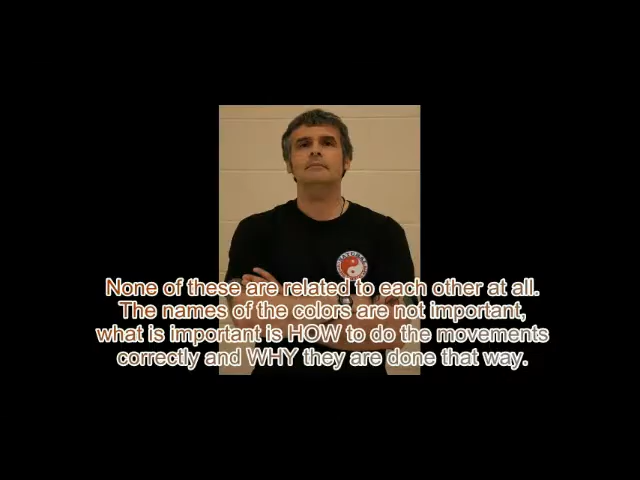 None of these are related to each other at all.
The names of the colors are not important,
what is important is HOW to do the movements
correctly and WHY they are done that way.